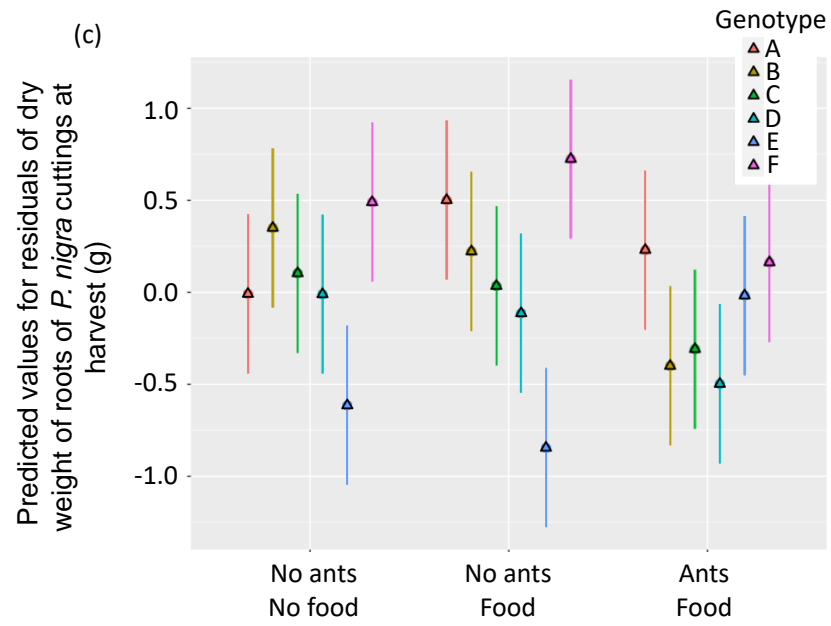 (c)
Genotype
A
B
C
D
E
F
Predicted values for residuals of dry
weight of roots of P. nigra cuttings at
harvest (g)
1.0
0.5
0.0
-0.5
-1.0
No ants
No food
No ants
Food
Ants
Food